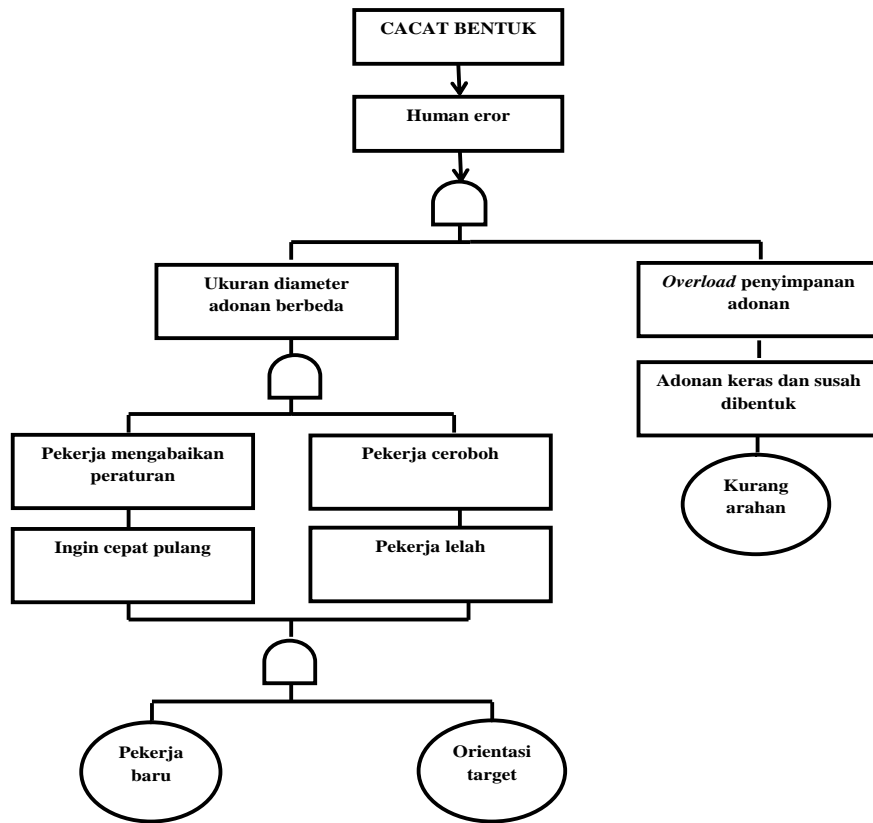 CACAT BENTUK
Human eror
Ukuran diameter
adonan berbeda
Overload penyimpanan
adonan
Adonan keras dan susah
dibentuk
Pekerja mengabaikan
peraturan
Pekerja ceroboh
Kurang
arahan
Ingin cepat pulang
Pekerja lelah
Pekerja
baru
Orientasi
target